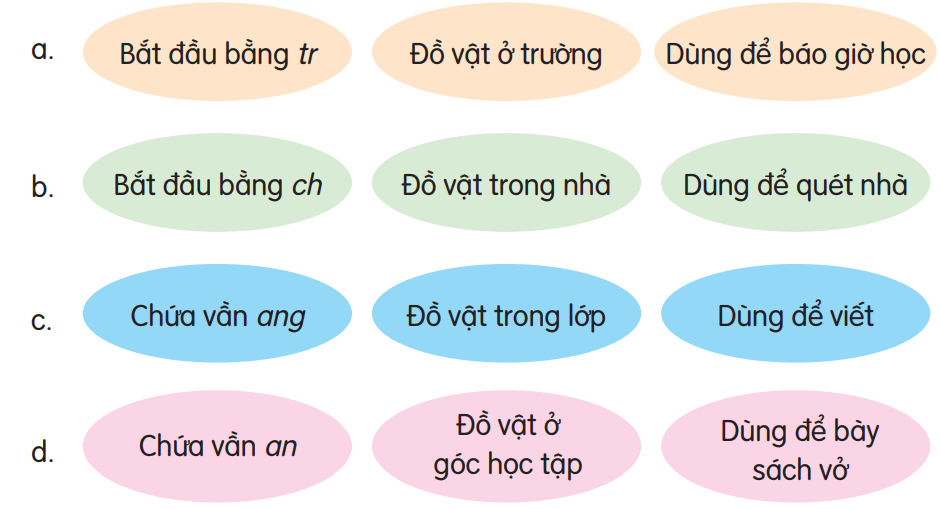 a. Bắt đầu bằng tr Đồ vật ở trường Dùng để báo giờ học
b. Bắt đầu bằng ch Đồ vật trong nhà Dùng để quét nhà
c. Chứa vần ang Đồ vật trong lớp Dùng để viết
d. Chứa vần an Đồ vật ở
góc học tập Dùng để bày
sách vở